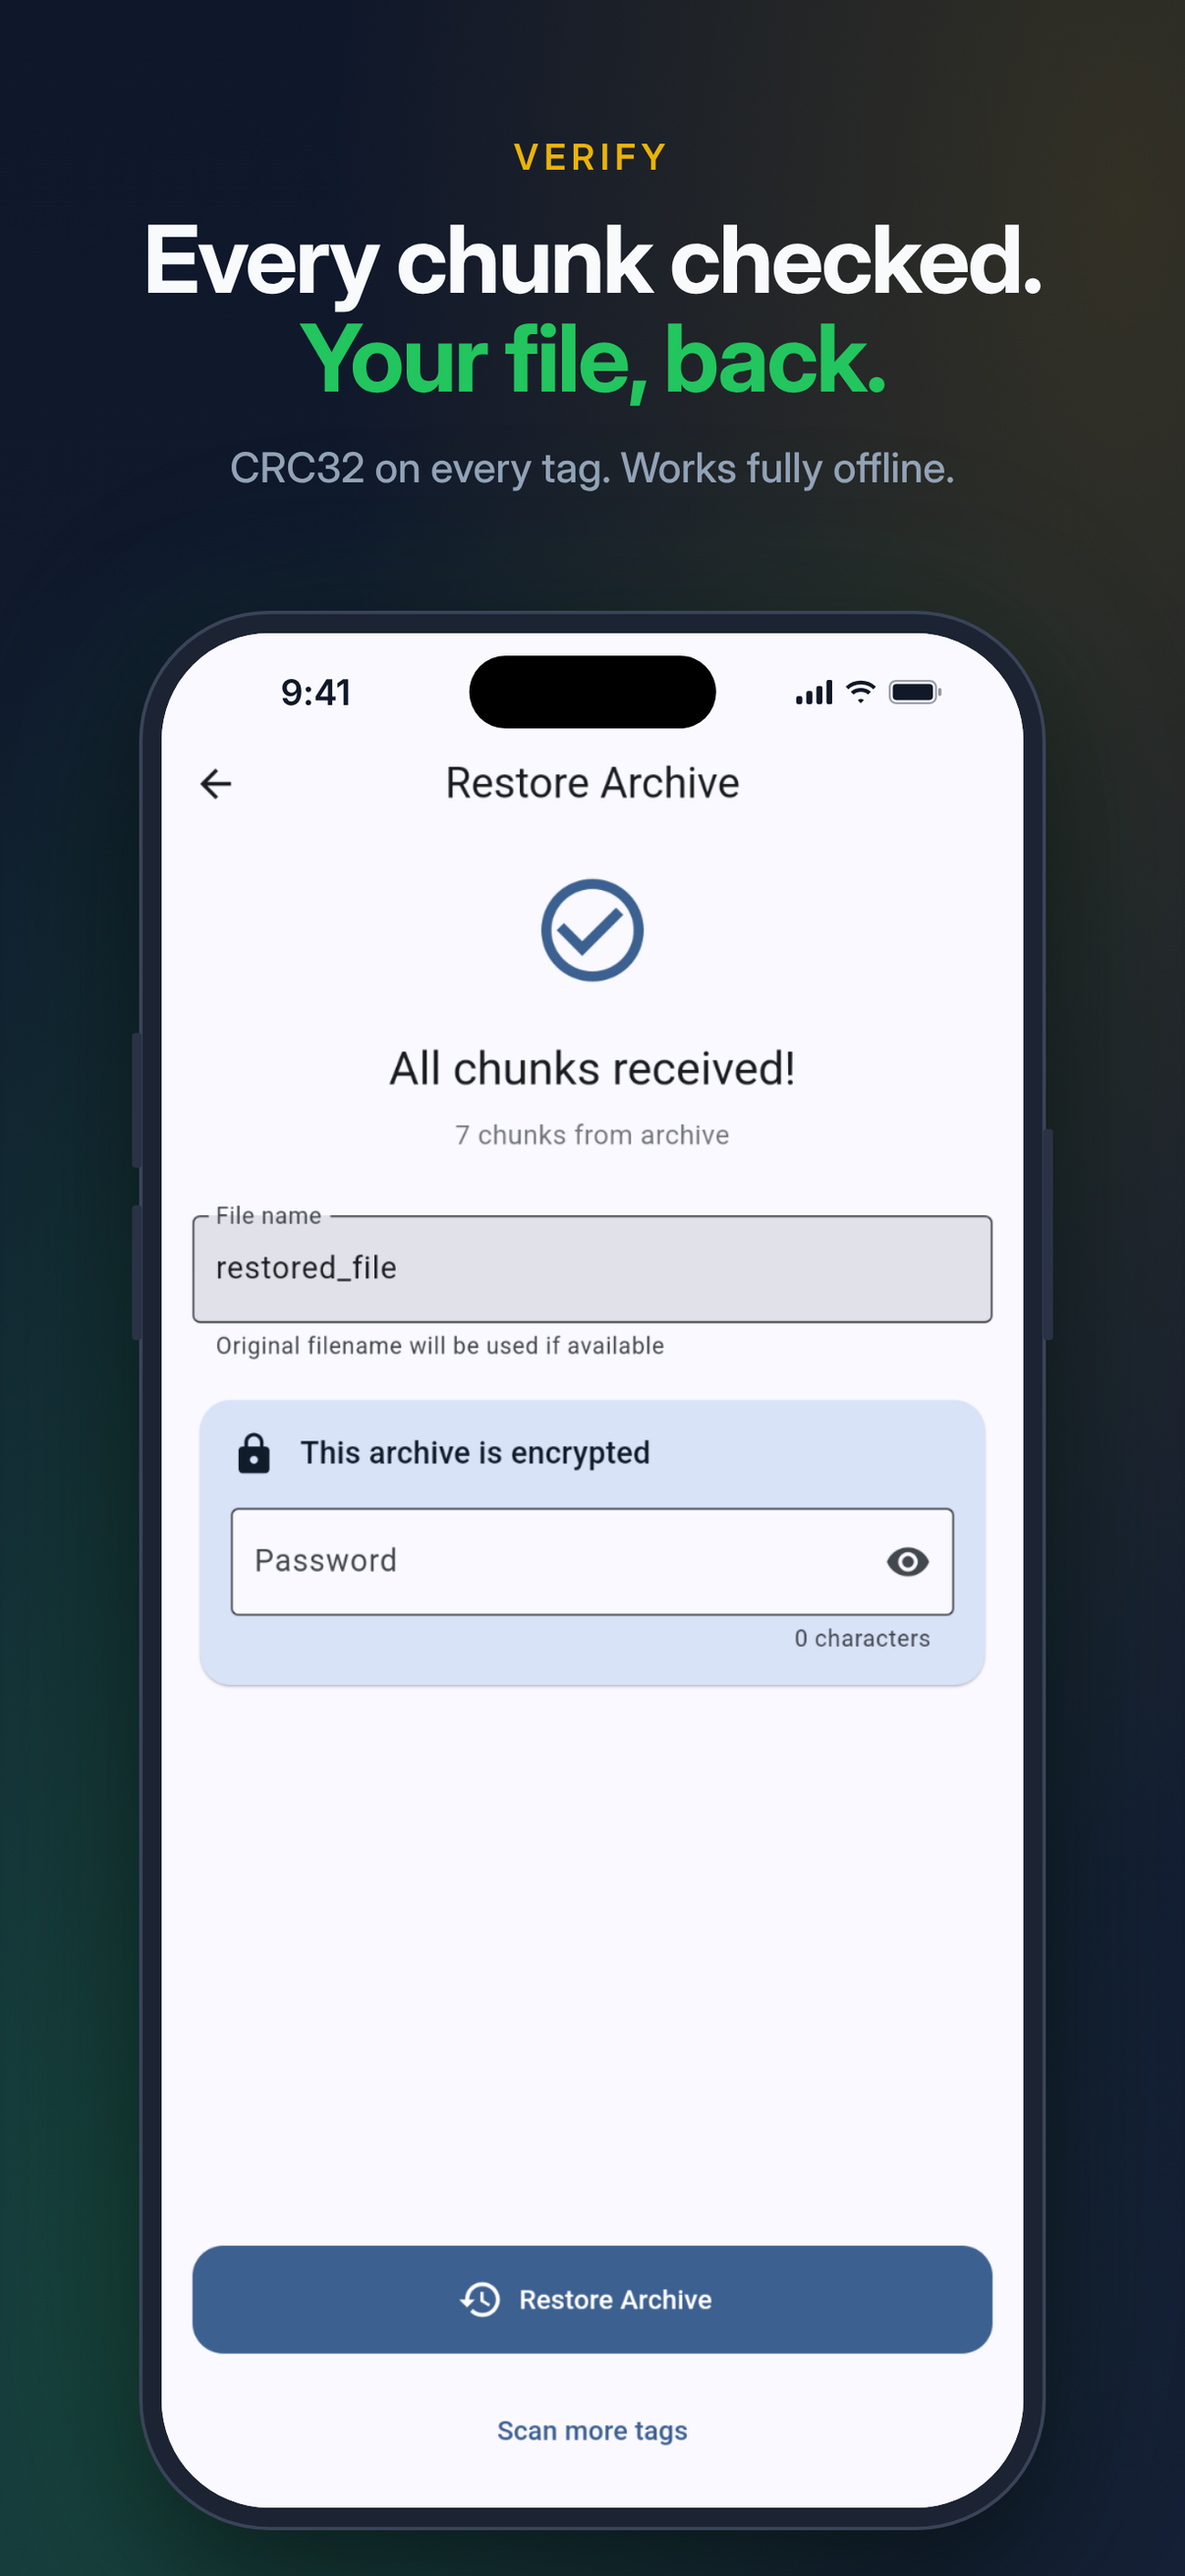 VERIFY
Every chunk checked.
Your file, back.
CRC32 on every tag. Works fully offline.
9:41
Restore Archive
All chunks received!
7 chunks from archive
File name
restored_file
Original filename will be used if available
This archive is encrypted
Password
0 characters
Restore Archive
Scan more tags